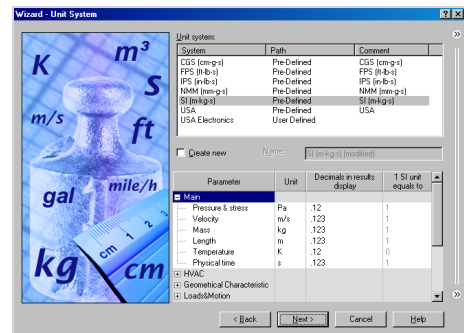 Wizard - Unit System
K
m³
S
m/s
ft
gal
mile/h
cm 1 2 3
kg
cm
Unit system:
System Path Comment
CGS (cm-g-s) Pre-Defined CGS (cm-g-s)
FPS (ft-lb-s) Pre-Defined FPS (ft-lb-s)
IPS (in-lb-s) Pre-Defined IPS (in-lb-s)
NMM (mm-g-s) Pre-Defined NMM (mm-g-s)
SI (m-kg-s) Pre-Defined SI (m-kg-s)
USA Pre-Defined USA
USA Electronics User Defined
Create new Name: SI (m-kg-s) (modified)
Parameter Unit Decimals in results display 1 SI unit equals to
Main
Pressure & stress Pa .12 1
Velocity m/s .123 1
Mass kg .123 1
Length m .123 1
Temperature K .12 0
Physical time s .123 1
HVAC
Geometrical Characteristic
Loads&Motion
< Back Next > Cancel Help